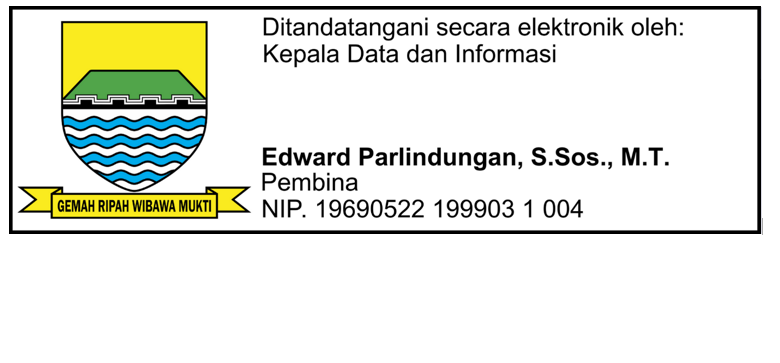 Ditandatangani secara elektronik oleh:
Kepala Data dan Informasi
Edward Parlindungan, S.Sos., M.T.
Pembina
NIP. 19690522 199903 1 004
GEMAH RIPAH WIBAWA MUKTI